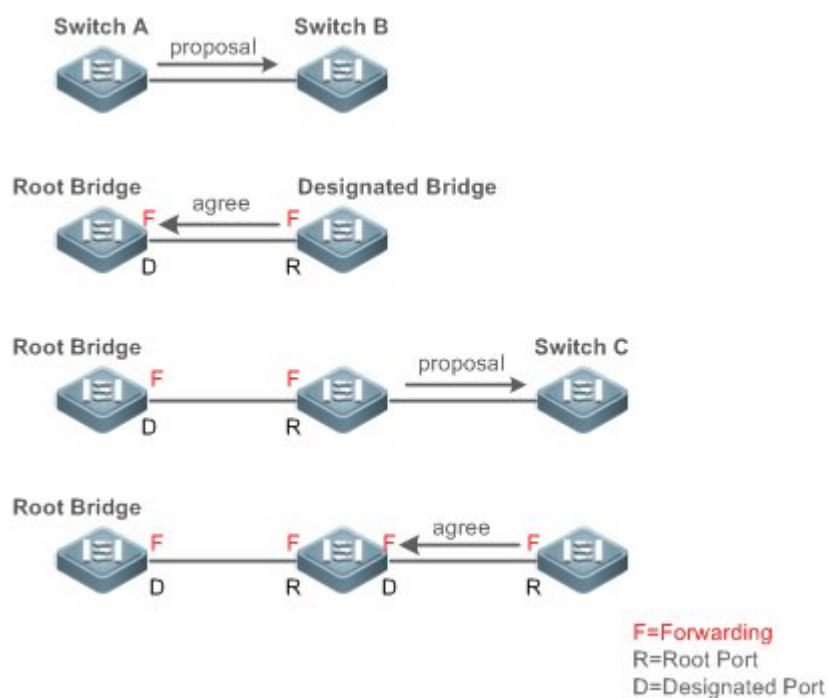 Switch A
Switch B
proposal
Root Bridge
Designated Bridge
F
agree
F
D
R
Root Bridge
Switch C
F
F
proposal
D
R
Root Bridge
F
F
F
agree
F
D
R
D
R
F=Forwarding
R=Root Port
D=Designated Port